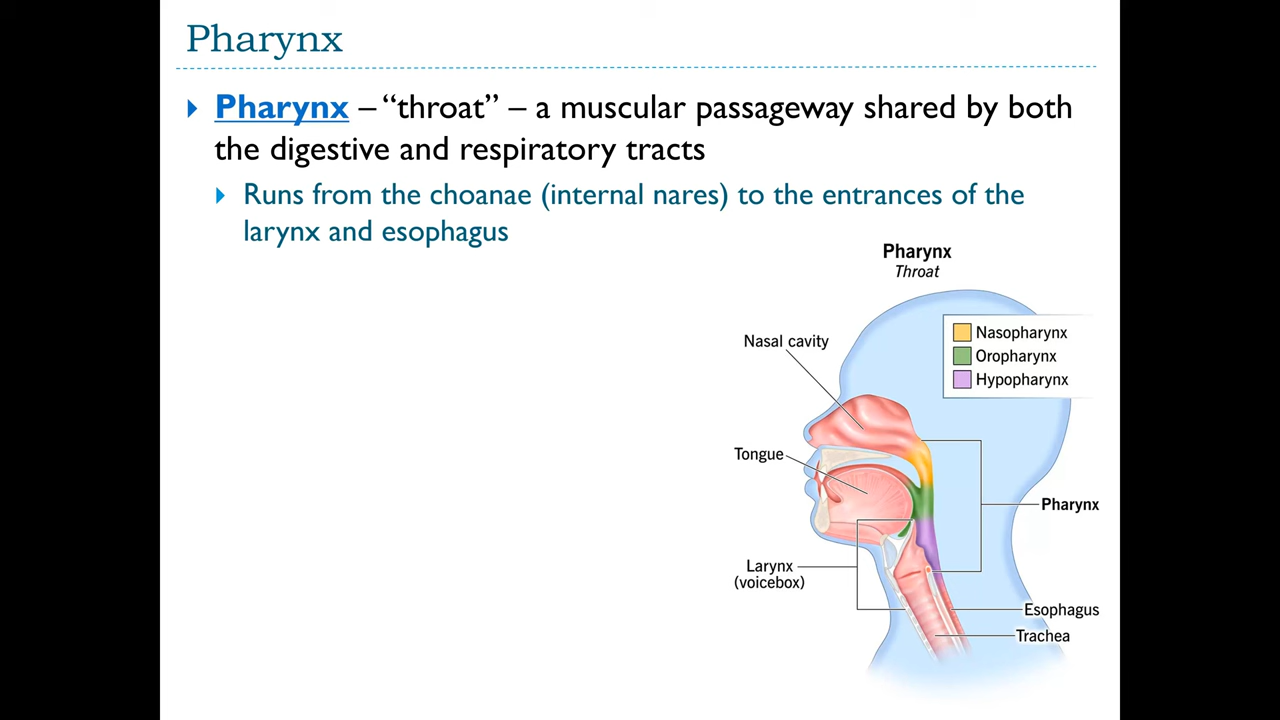 Pharynx
Pharynx – “throat” – a muscular passageway shared by both
the digestive and respiratory tracts
Runs from the choanae (internal nares) to the entrances of the
larynx and esophagus
Pharynx
Throat
Nasopharynx
Oropharynx
Hypopharynx
Nasal cavity
Tongue
Pharynx
Larynx
(voicebox)
Esophagus
Trachea